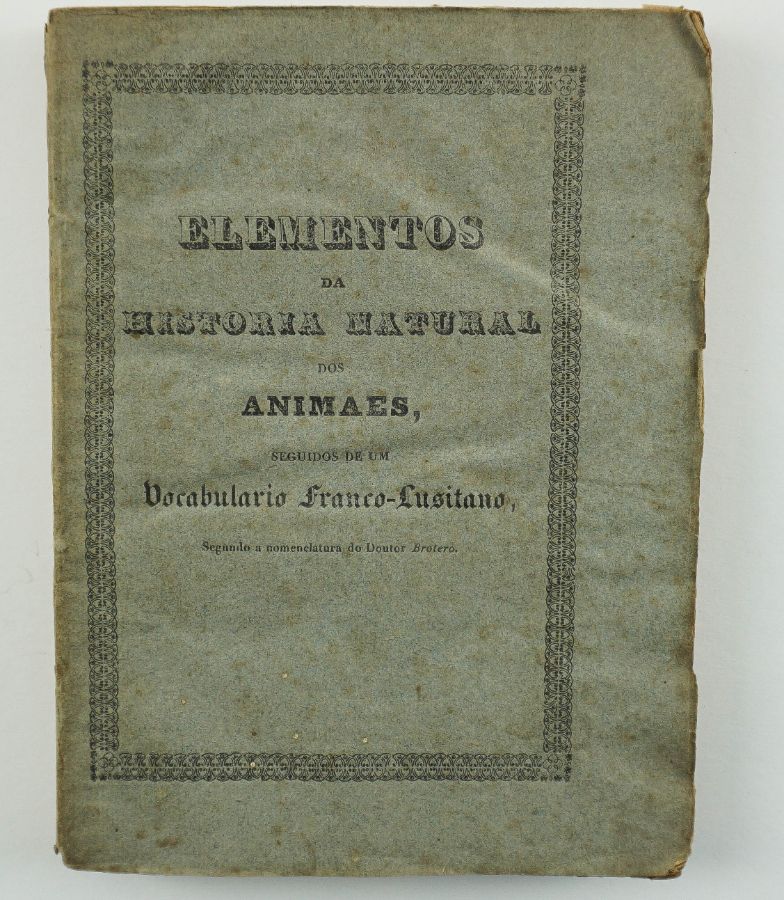 ELEMENTOS
DA
HISTORIA NATURAL
DOS
ANIMAES,
SEGUIDOS DE UM
Vocabulario Franco-Lusitano,
Segundo a nomenclatura do Doutor Brotero.